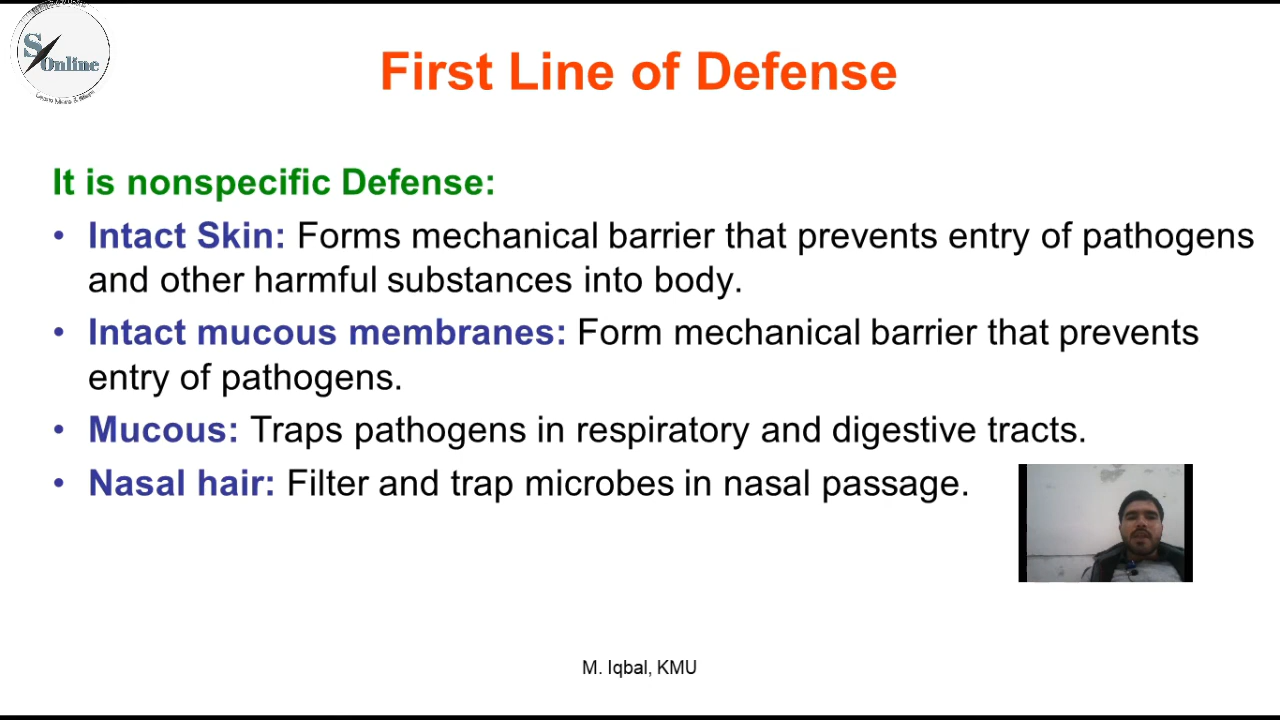 S
Online
First Line of Defense
It is nonspecific Defense:
• Intact Skin: Forms mechanical barrier that prevents entry of pathogens
and other harmful substances into body.
• Intact mucous membranes: Form mechanical barrier that prevents
entry of pathogens.
• Mucous: Traps pathogens in respiratory and digestive tracts.
• Nasal hair: Filter and trap microbes in nasal passage.
M. Iqbal, KMU